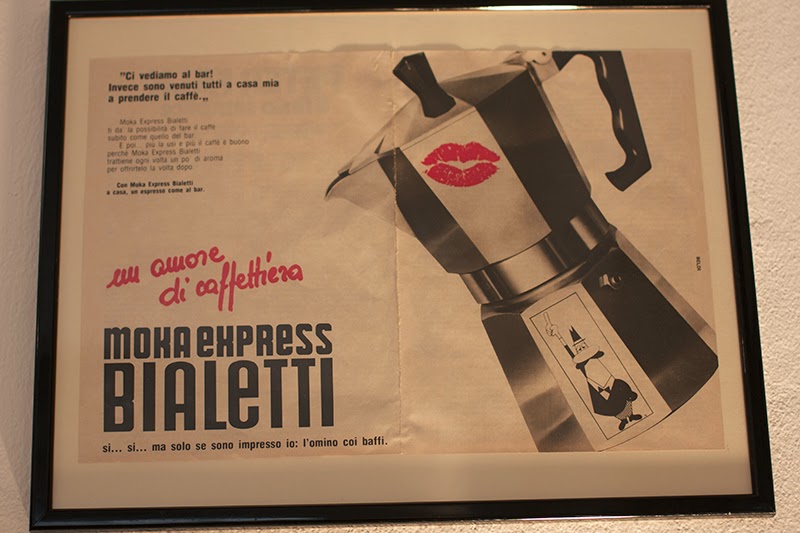 "Ci vediamo al bar!
Invece sono venuti tutti a casa mia
a prendere il caffè.„
Moka Express Bialetti
ti da' la possibilità di fare il caffè
subito come quello del bar.
E poi... più la usi e più il caffè è buono
perchè Moka Express Bialetti
trattiene ogni volta un po' di aroma
per offrirtelo la volta dopo.
Con Moka Express Bialetti
a casa, un espresso come al bar.
un amore
di caffettiera
moka express
BIALETTI
si... si... ma solo se sono impresso io: l'omino coi baffi.